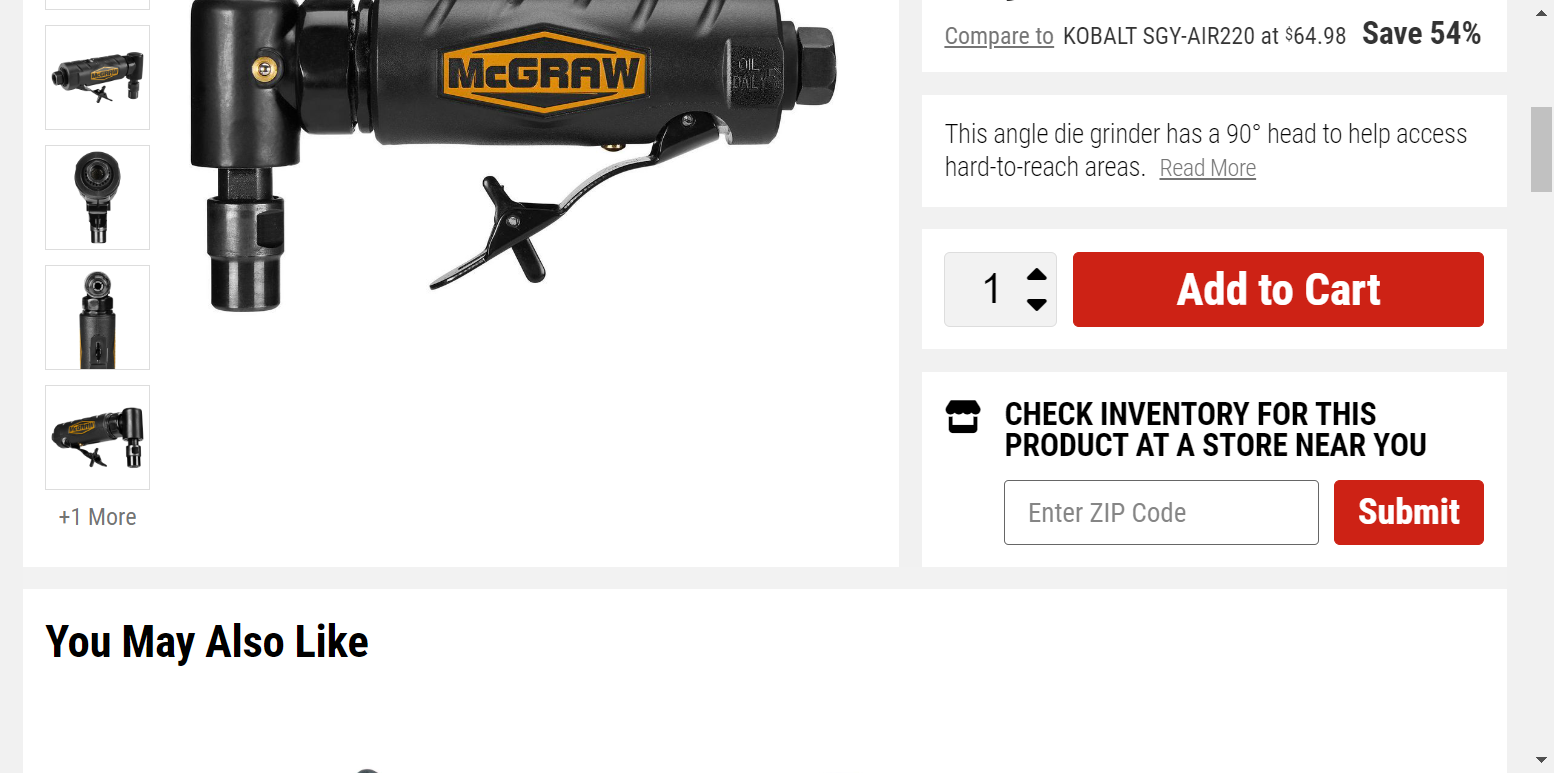 Compare to KOBALT SGY-AIR220 at $64.98 Save 54%
McGRAW
OIL
DAILY
This angle die grinder has a 90° head to help access
hard-to-reach areas. Read More
1
Add to Cart
CHECK INVENTORY FOR THIS
PRODUCT AT A STORE NEAR YOU
Enter ZIP Code
Submit
McGRAW
McGRAW
+1 More
You May Also Like